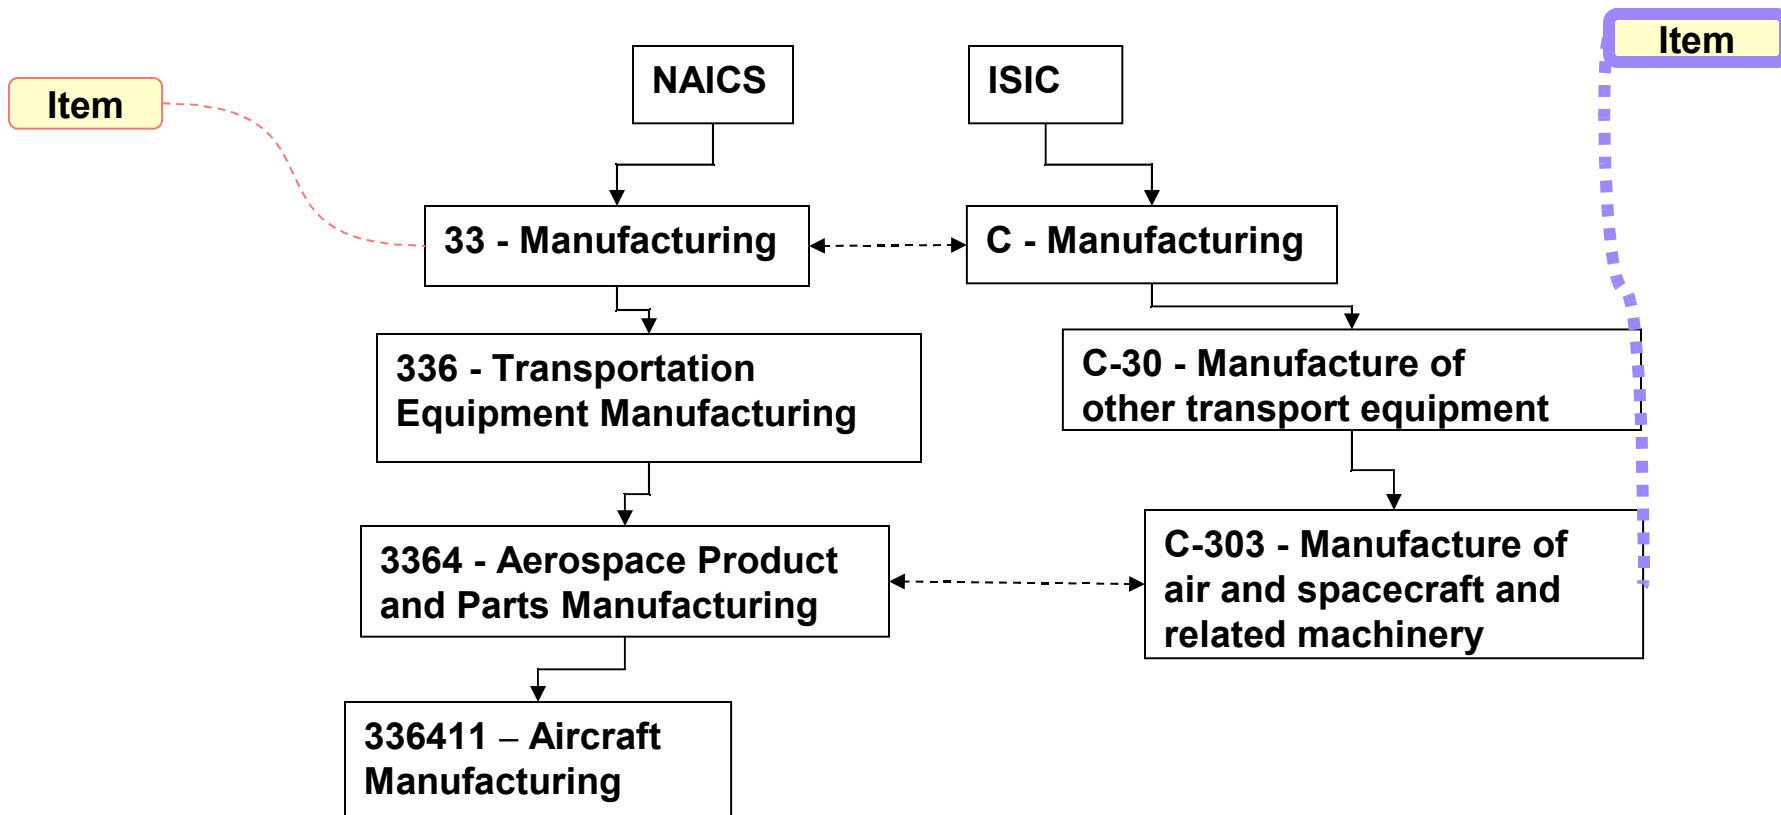 Item
NAICS
ISIC
Item
33 - Manufacturing
C - Manufacturing
336 - Transportation
Equipment Manufacturing
C-30 - Manufacture of
other transport equipment
3364 - Aerospace Product
and Parts Manufacturing
C-303 - Manufacture of
air and spacecraft and
related machinery
336411 – Aircraft
Manufacturing